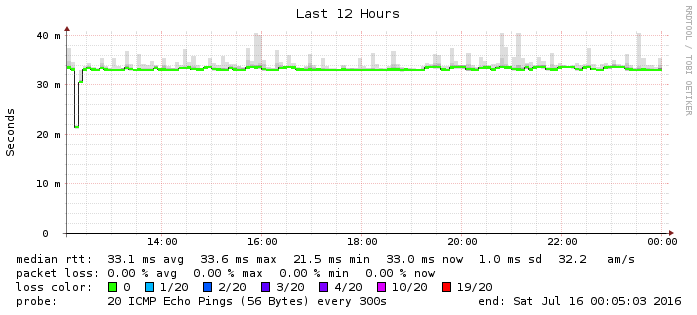 Last 12 Hours
RRDTOOL / TOBI OETIKER
Seconds
40 m
30 m
20 m
10 m
0
14:00 16:00 18:00 20:00 22:00 00:00
median rtt: 33.1 ms avg 33.6 ms max 21.5 ms min 33.0 ms now 1.0 ms sd 32.2 am/s
packet loss: 0.00 % avg 0.00 % max 0.00 % min 0.00 % now
loss color: 0 1/20 2/20 3/20 4/20 10/20 19/20
probe: 20 ICMP Echo Pings (56 Bytes) every 300s end: Sat Jul 16 00:05:03 2016